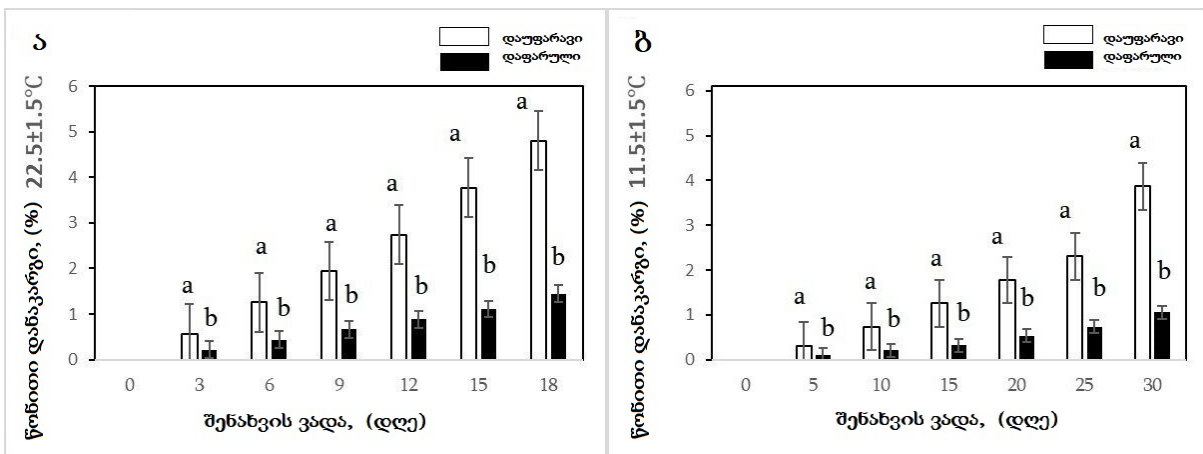 ა
დაუფარავი
დაფარული
წონითი დანაკარგი, (%) 22.5±1.5°C
6
5
4
3
2
1
0
a
b
a
b
a
b
a
b
a
b
a
b
0 3 6 9 12 15 18
შენახვის ვადა, (დღე)
ბ
დაუფარავი
დაფარული
წონითი დანაკარგი, (%) 11.5±1.5°C
6
5
4
3
2
1
0
a
b
a
b
a
b
a
b
a
b
a
b
0 5 10 15 20 25 30
შენახვის ვადა, (დღე)